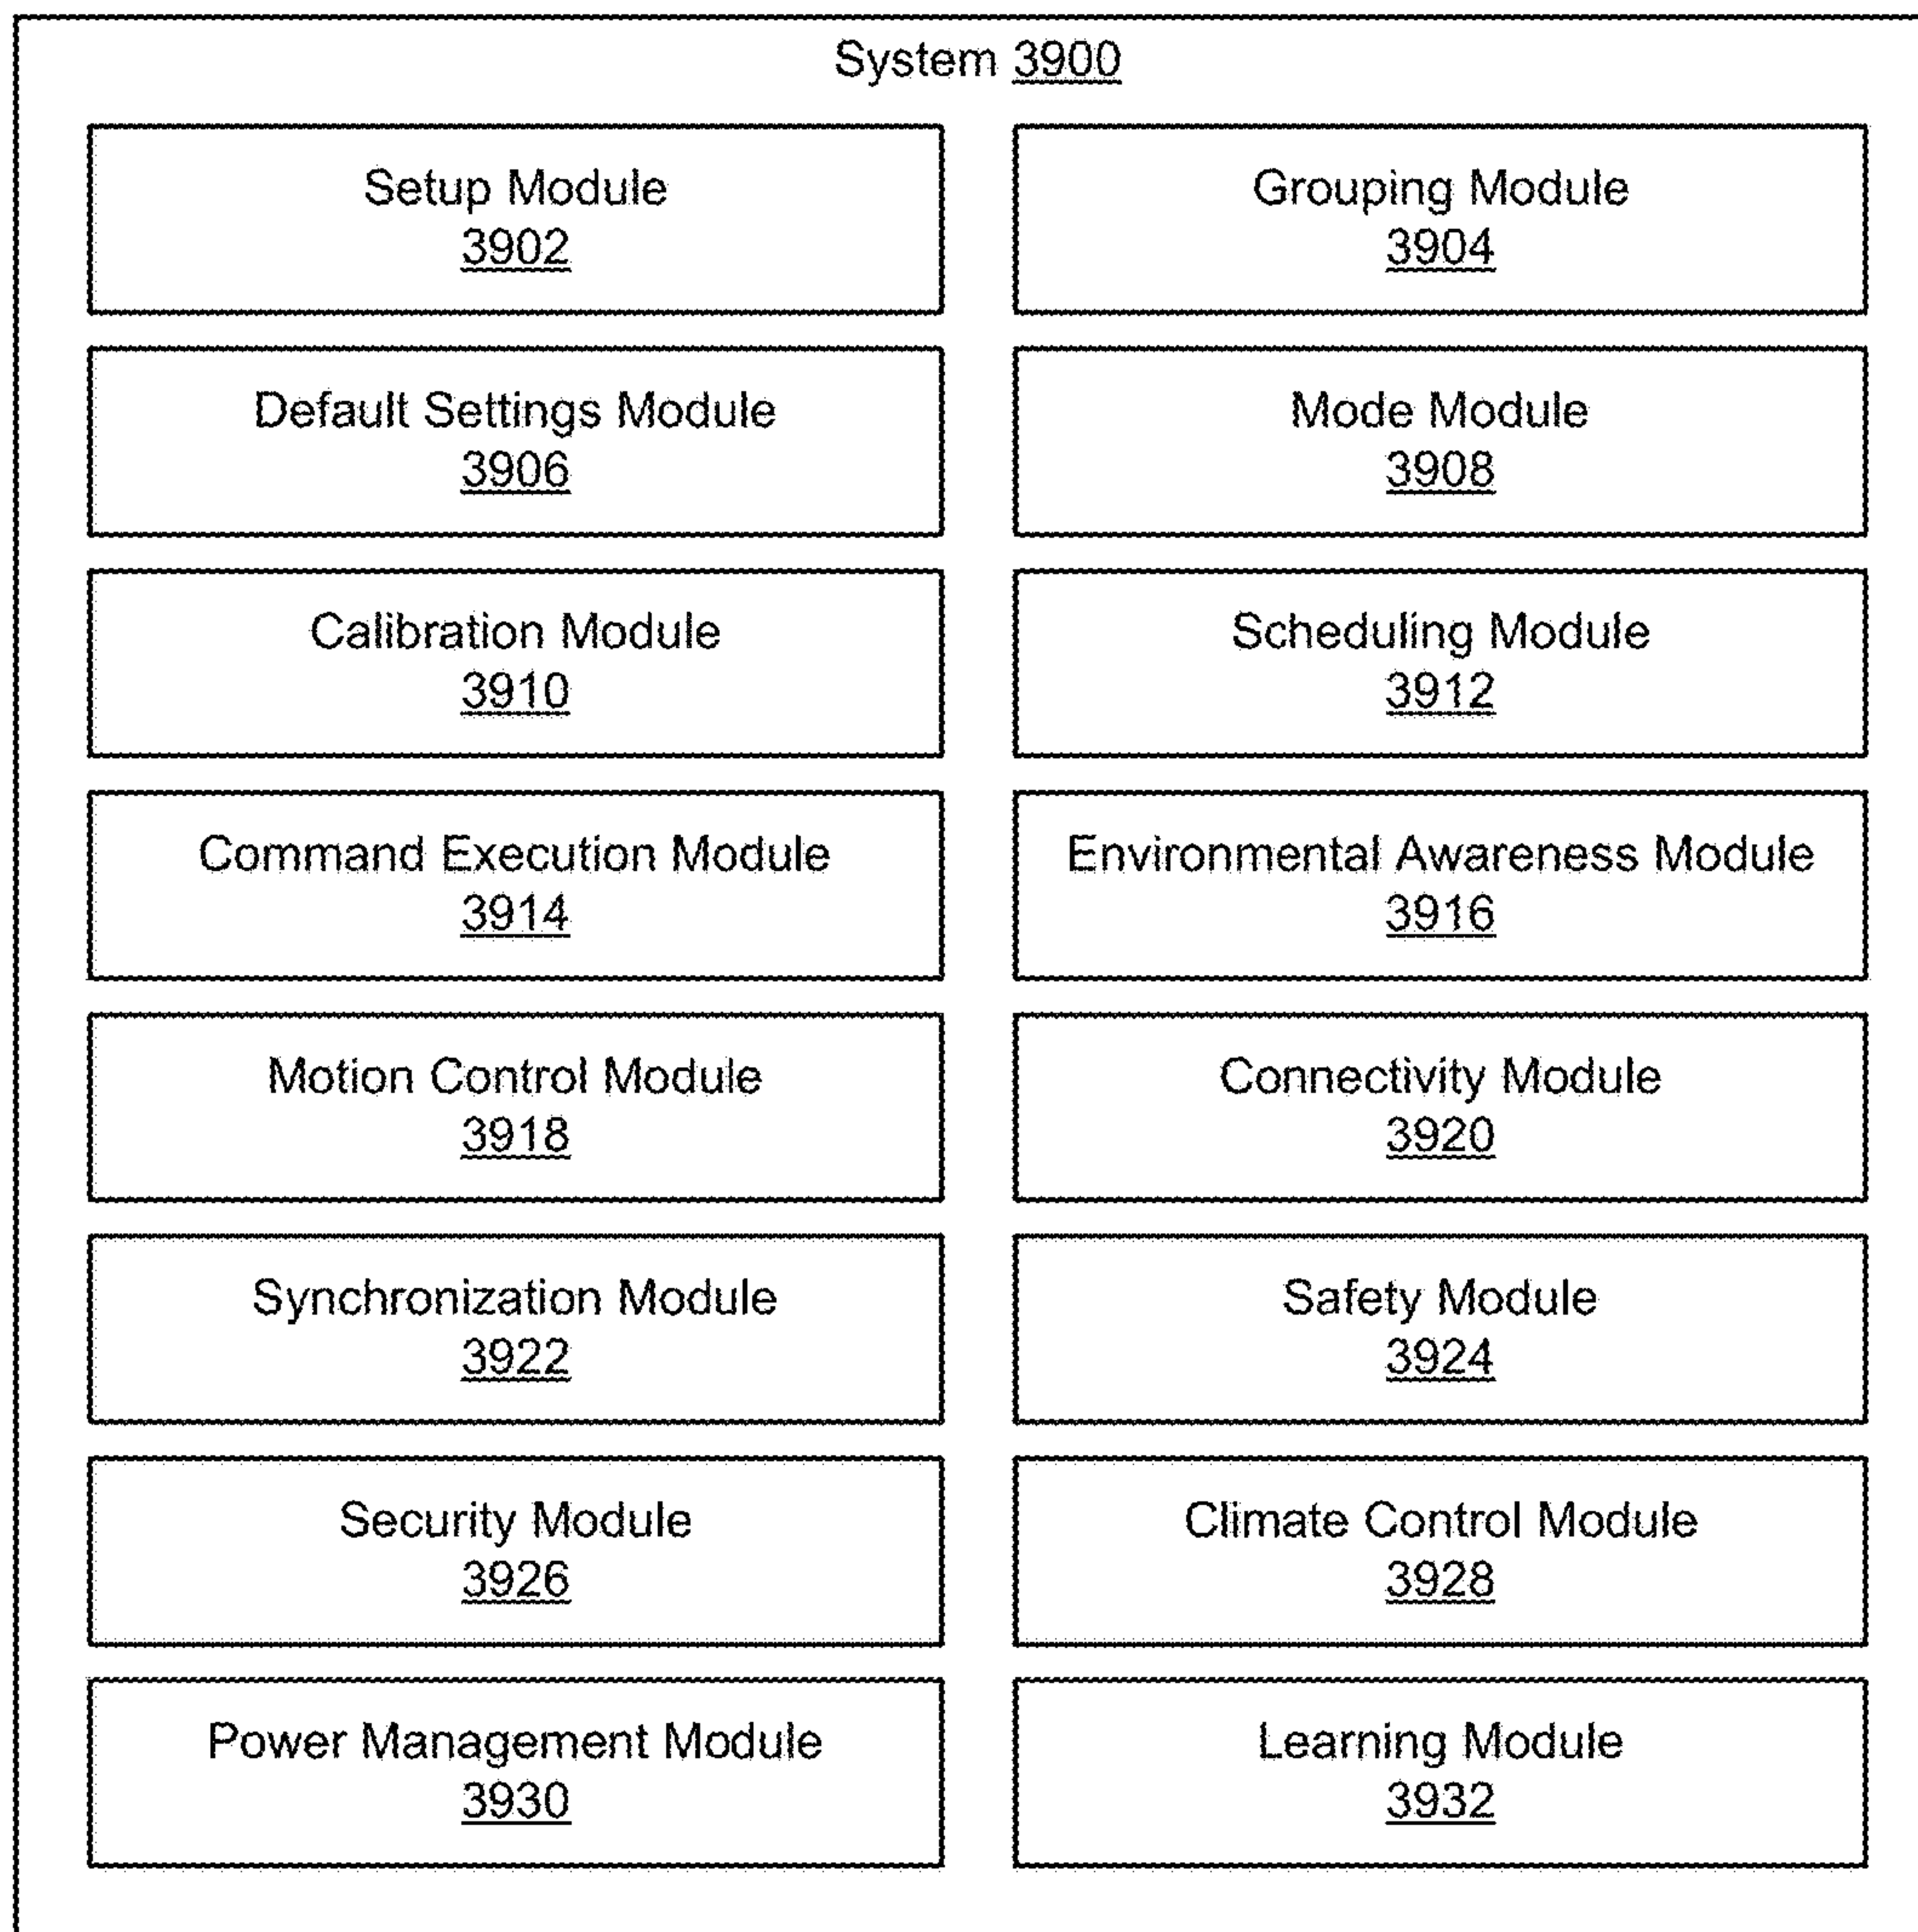 System 3900
Setup Module
3902
Grouping Module
3904
Default Settings Module
3906
Mode Module
3908
Calibration Module
3910
Scheduling Module
3912
Command Execution Module
3914
Environmental Awareness Module
3916
Motion Control Module
3918
Connectivity Module
3920
Synchronization Module
3922
Safety Module
3924
Security Module
3926
Climate Control Module
3928
Power Management Module
3930
Learning Module
3932